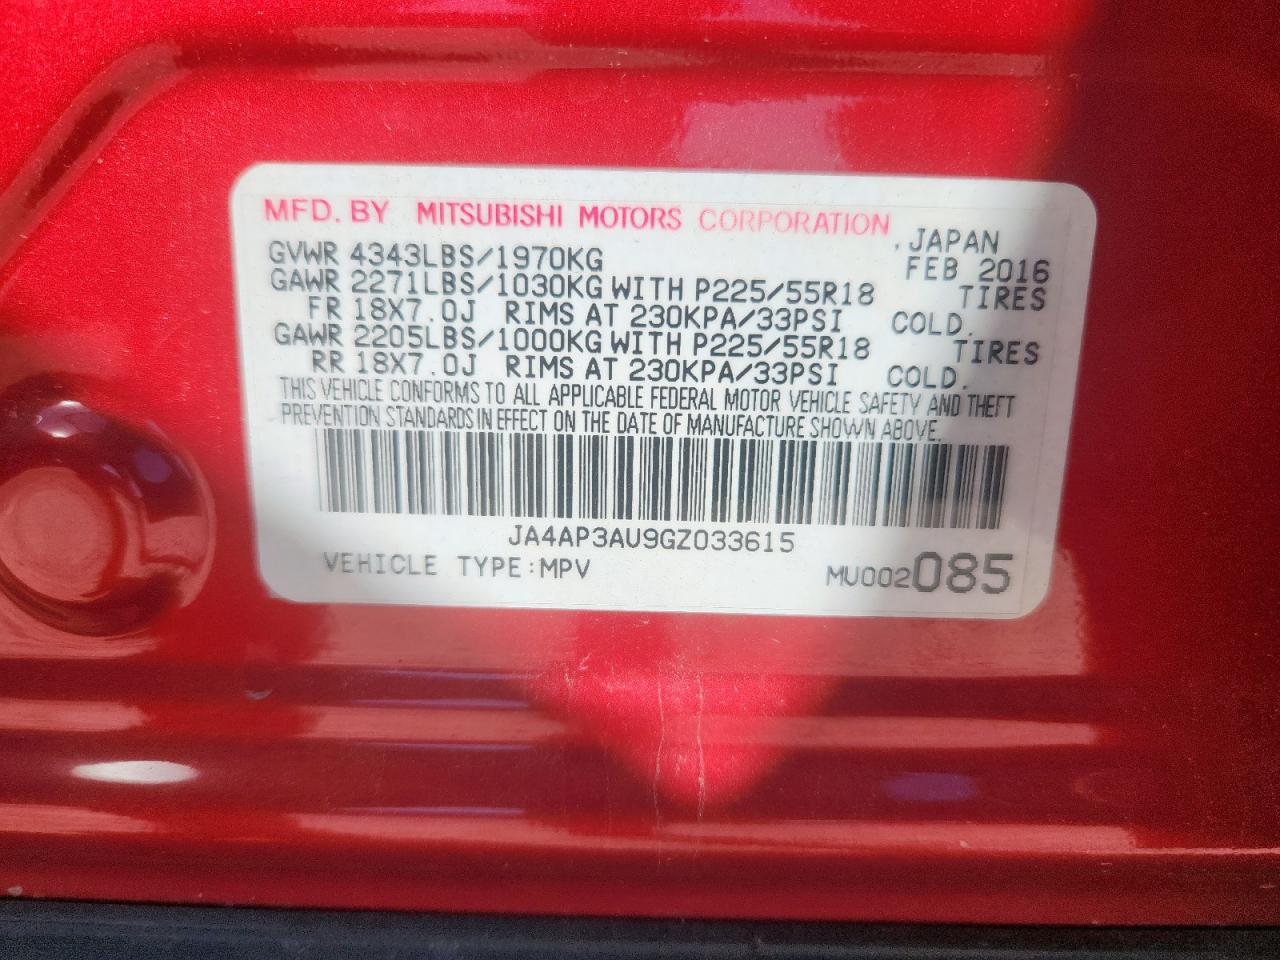 MFD. BY MITSUBISHI MOTORS CORPORATION , JAPAN
GVWR 4343LBS/1970KG FEB 2016
GAWR 2271LBS/1030KG WITH P225/55R18 TIRES
FR 18X7.0J RIMS AT 230KPA/33PSI COLD.
GAWR 2205LBS/1000KG WITH P225/55R18 TIRES
RR 18X7.0J RIMS AT 230KPA/33PSI COLD.
THIS VEHICLE CONFORMS TO ALL APPLICABLE FEDERAL MOTOR VEHICLE SAFETY AND THEFT
PREVENTION STANDARDS IN EFFECT ON THE DATE OF MANUFACTURE SHOWN ABOVE.
JA4AP3AU9GZ033615
VEHICLE TYPE:MPV MU002085